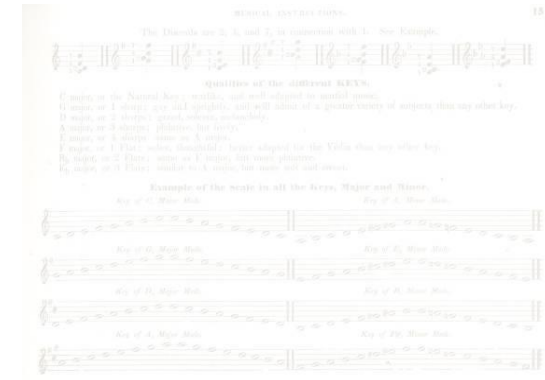 MUSICAL INSTRUCTIONS. 13
The Discords are 2, 4, and 7, in connection with 1. See Example,
Qualities of the different KEYS.
C major, or the Natural Key; warlike, and well adapted to martial music.
G major, or 1 sharp; gay and sprightly, and will admit of a greater variety of subjects than any other key.
D major, or 2 sharps; grand, solemn,
A major, or 3 sharps; plaintive, but lively.
E major, or 4 sharps; same as A major.
F major, or 1 Flat; sober, thoughtful; better adapted for the Violin than any other key.
B♭ major, or 2 Flats; same as F major, but more plaintive.
E♭ major, or 3 Flats; similar to A major, but more soft and sweet.
Example of the Scale in all the Keys, Major and Minor.
Key of C, Major Mode. Key of A, Minor Mode.
Key of G, Major Mode. Key of E, Minor Mode.
Key of D, Major Mode. Key of B, Minor Mode.
Key of A, Major Mode. Key of F#, Minor Mode.